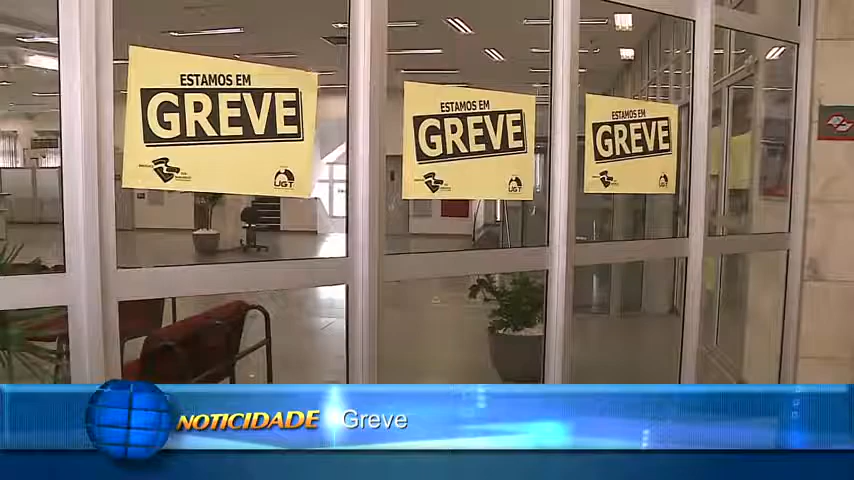 ESTAMOS EM
GREVE
UGT
ESTAMOS EM
GREVE
UGT
ESTAMOS EM
GREVE
NOTICIDADE Greve